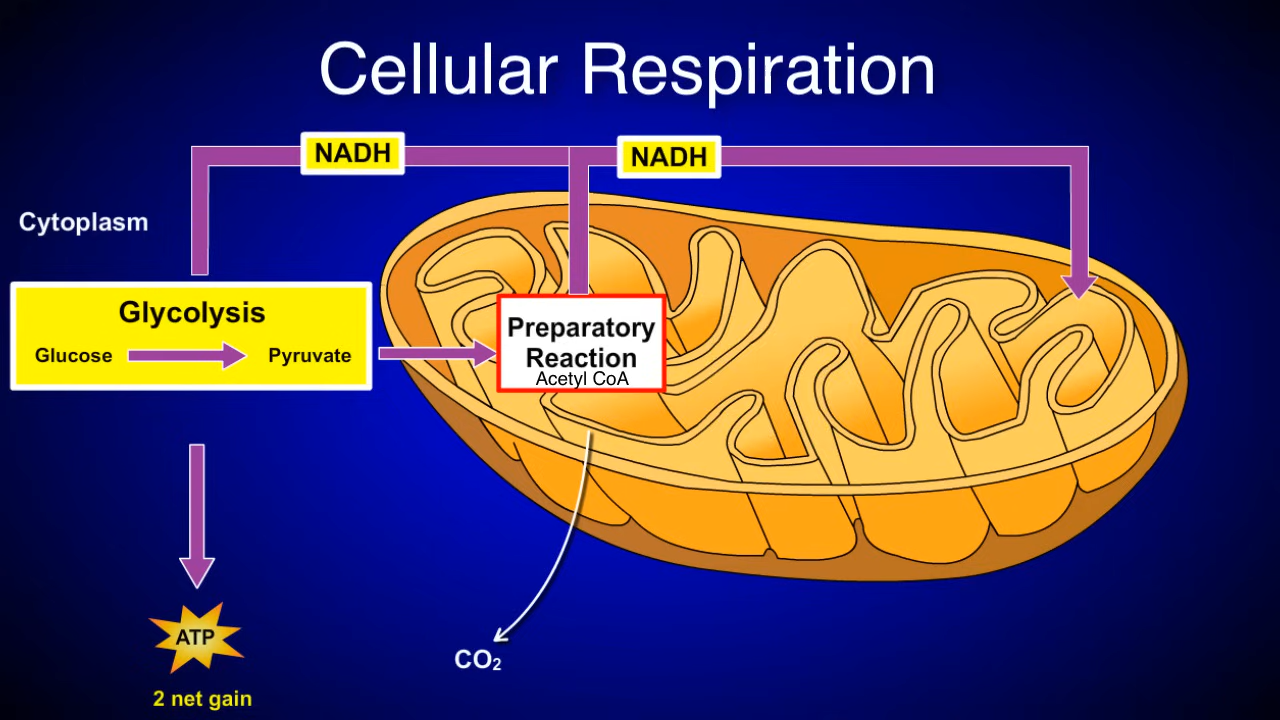 Cellular Respiration
NADH
NADH
Cytoplasm
Glycolysis
Glucose
Pyruvate
Preparatory
Reaction
Acetyl CoA
ATP
2 net gain
CO₂